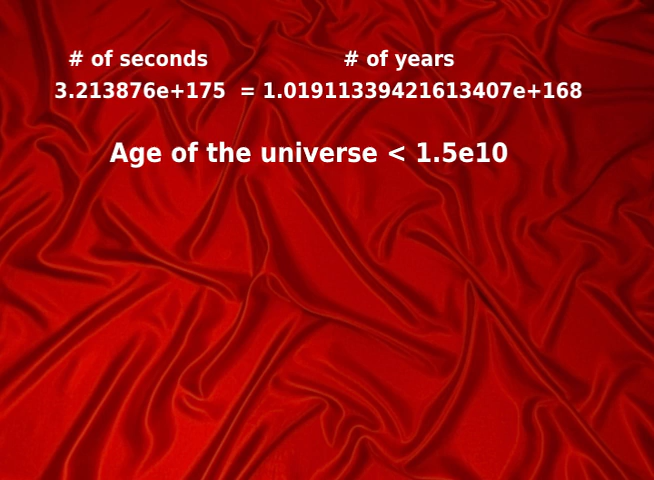 # of seconds # of years
3.213876e+175 = 1.01911339421613407e+168
Age of the universe < 1.5e10